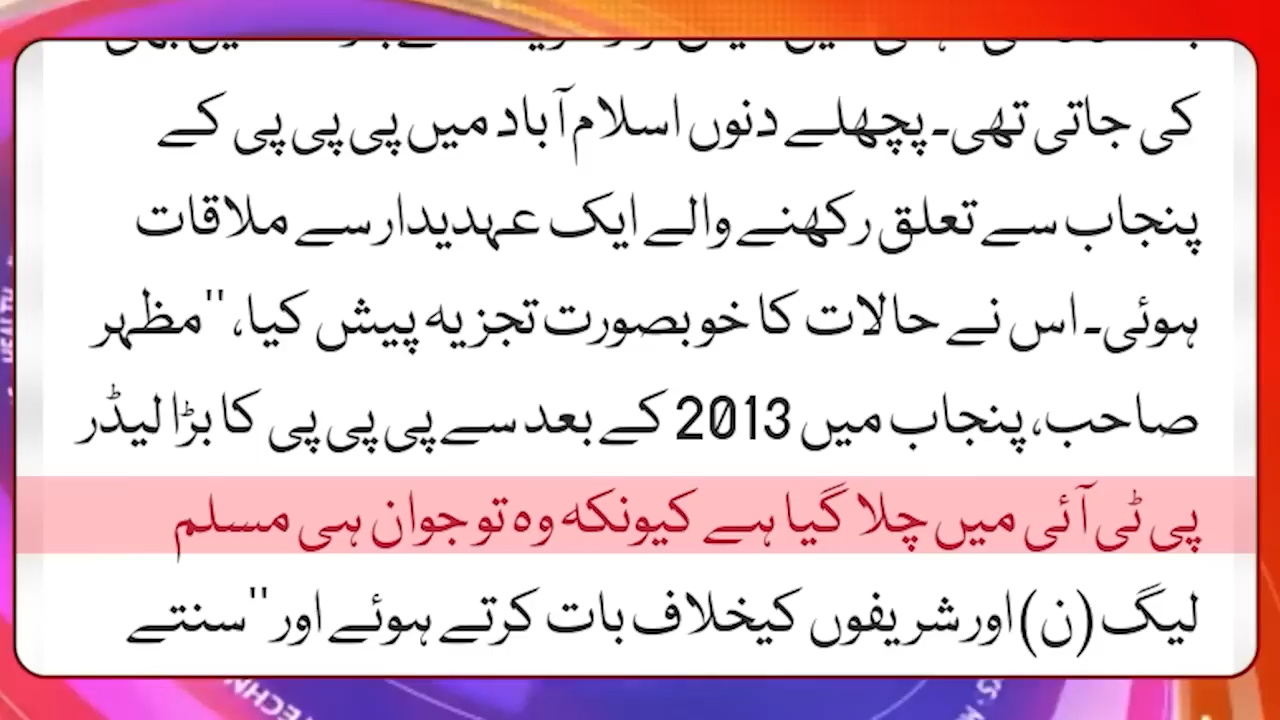 کی جاتی تھی۔ پچھلے دنوں اسلام آباد میں پی پی پی کے
پنجاب سے تعلق رکھنے والے ایک عہدیدار سے ملاقات
ہوئی۔ اس نے حالات کا خوبصورت تجزیہ پیش کیا، "مظہر
صاحب، پنجاب میں 2013 کے بعد سے پی پی پی کا بڑا لیڈر
پی ٹی آئی میں چلا گیا ہے کیونکہ وہ تو جوان ہی مسلم
لیگ (ن) اور شریفوں کیخلاف بات کرتے ہوئے اور "سنتے
HEALTH
TECHN